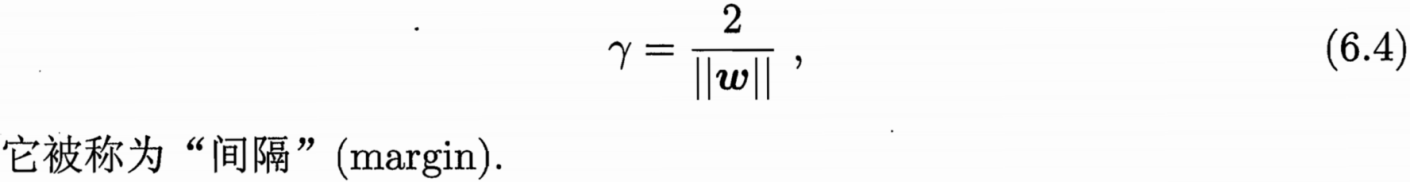 γ = 2 / ||w|| , (6.4)
它被称为 “间隔” (margin).